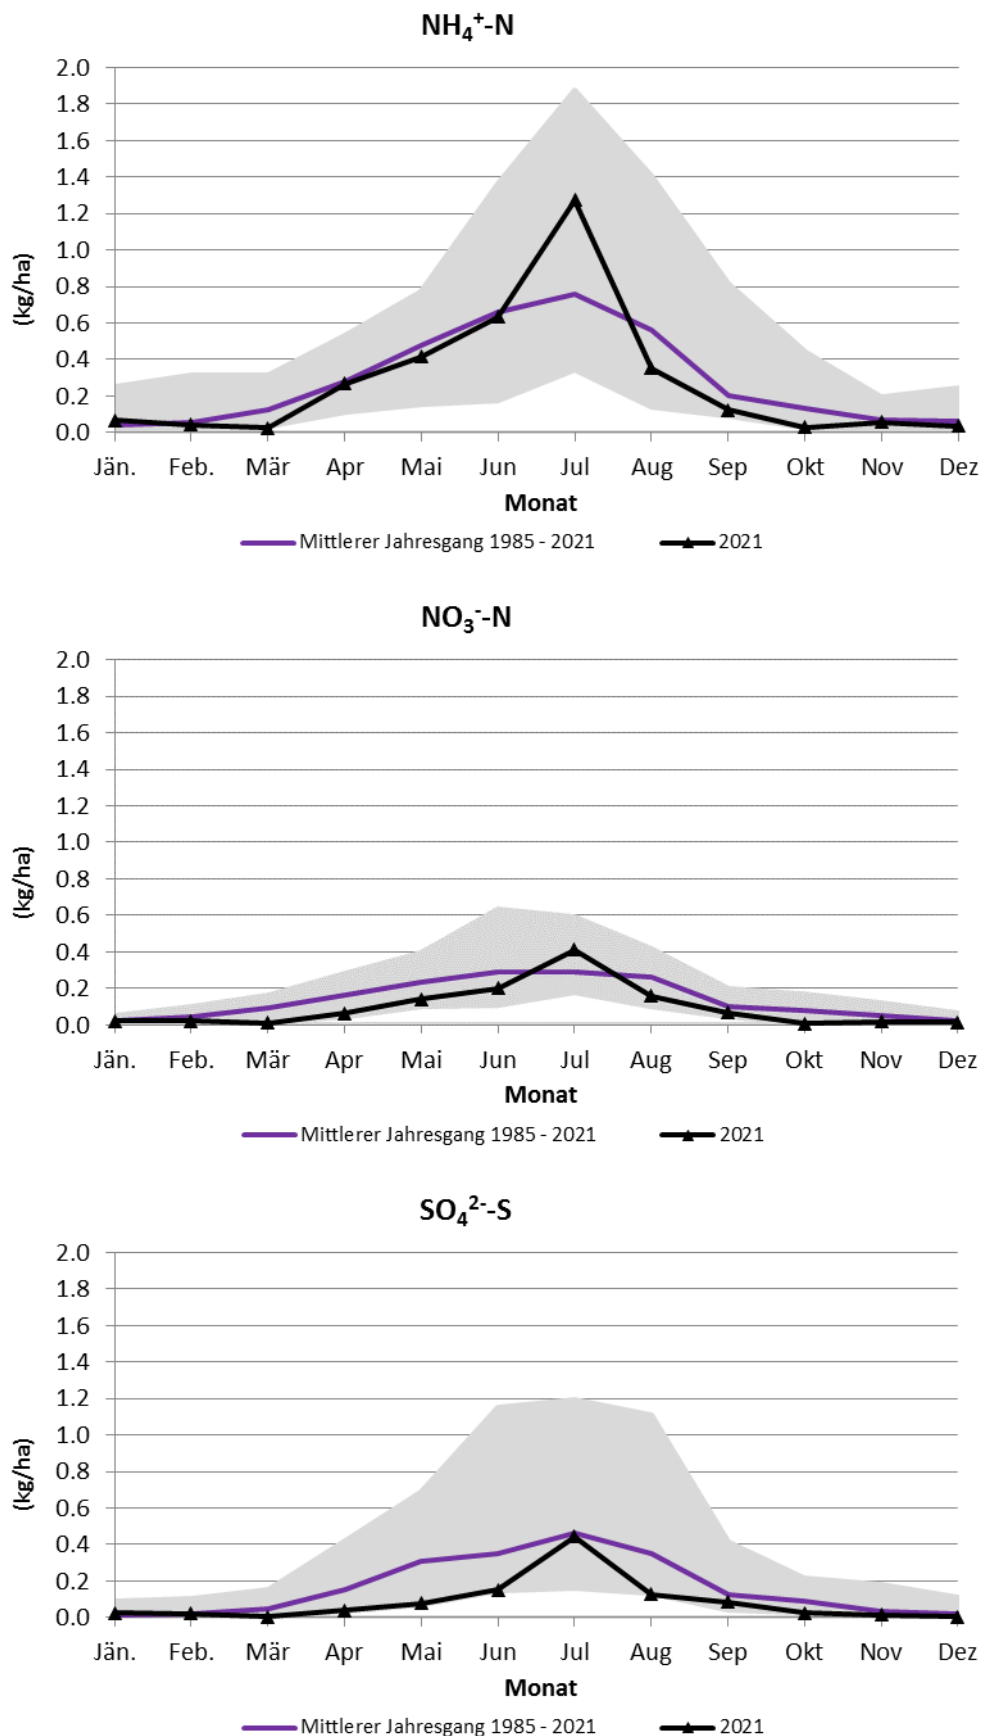 NH₄⁺-N
2.0
1.8
1.6
1.4
1.2
1.0
0.8
0.6
0.4
0.2
0.0
(kg/ha)
Jän. Feb. Mär Apr Mai Jun Jul Aug Sep Okt Nov Dez
Monat
Mittlerer Jahresgang 1985 - 2021 2021
NO₃⁻-N
2.0
1.8
1.6
1.4
1.2
1.0
0.8
0.6
0.4
0.2
0.0
(kg/ha)
Jän. Feb. Mär Apr Mai Jun Jul Aug Sep Okt Nov Dez
Monat
Mittlerer Jahresgang 1985 - 2021 2021
SO₄²⁻-S
2.0
1.8
1.6
1.4
1.2
1.0
0.8
0.6
0.4
0.2
0.0
(kg/ha)
Jän. Feb. Mär Apr Mai Jun Jul Aug Sep Okt Nov Dez
Monat
Mittlerer Jahresgang 1985 - 2021 2021